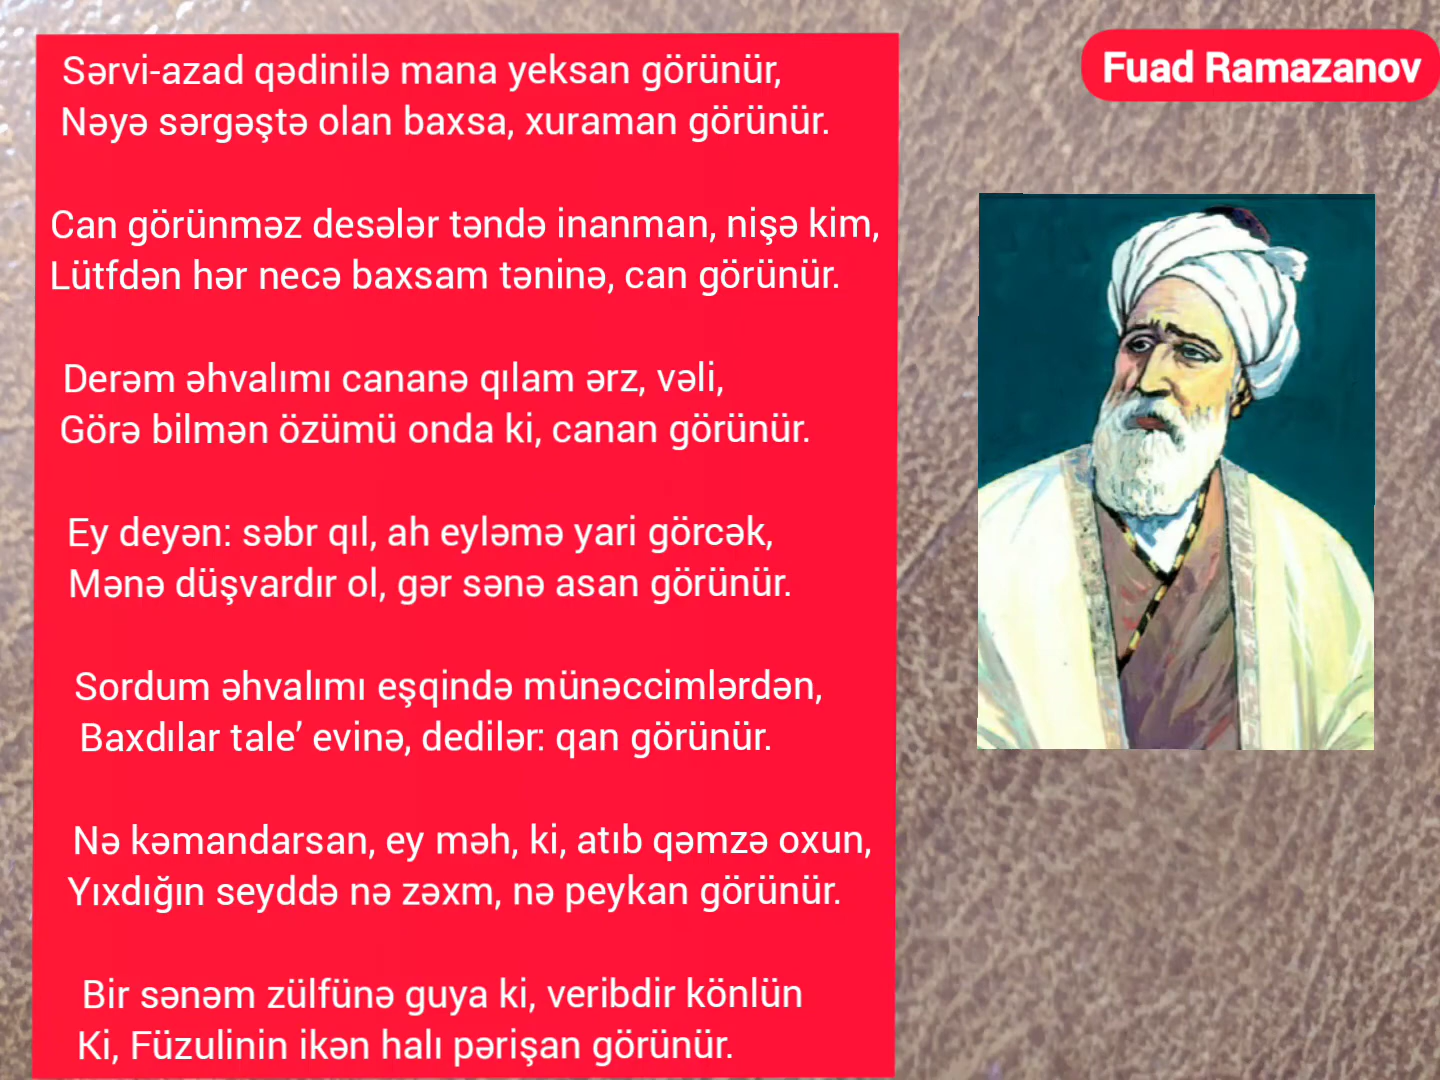 Sərvi-azad qədinilə mana yeksan görünür,
Nəyə sərgəştə olan baxsa, xuraman görünür.
Can görünməz desələr təndə inanman, nişə kim,
Lütfdən hər necə baxsam təninə, can görünür.
Derəm əhvalımı cananə qılam ərz, vəli,
Görə bilmən özümü onda ki, canan görünür.
Ey deyən: səbr qıl, ah eyləmə yari görcək,
Mənə düşvardır ol, gər sənə asan görünür.
Sordum əhvalımı eşqində münəccimlərdən,
Baxdılar tale’ evinə, dedilər: qan görünür.
Nə kəmandarsan, ey məh, ki, atıb qəmzə oxun,
Yıxdığın seyddə nə zəxm, nə peykan görünür.
Bir sənəm zülfünə guya ki, veribdir könlün
Ki, Füzulinin ikən halı pərişan görünür.
Fuad Ramazanov